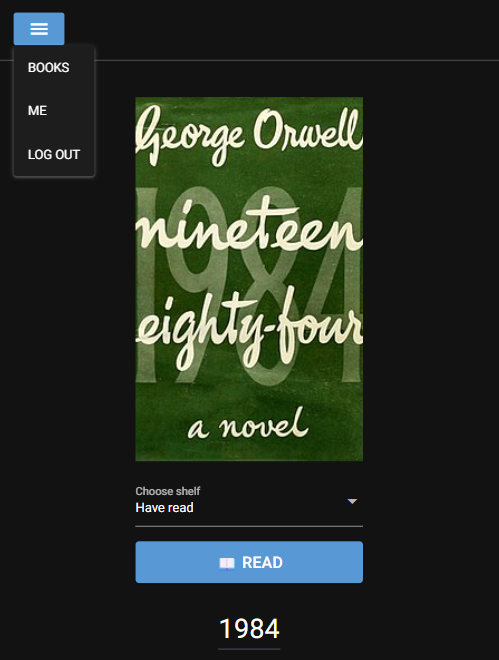 BOOKS
ME
LOG OUT
George Orwell
1984
nineteen
eighty-four
a novel
Choose shelf
Have read
READ
1984